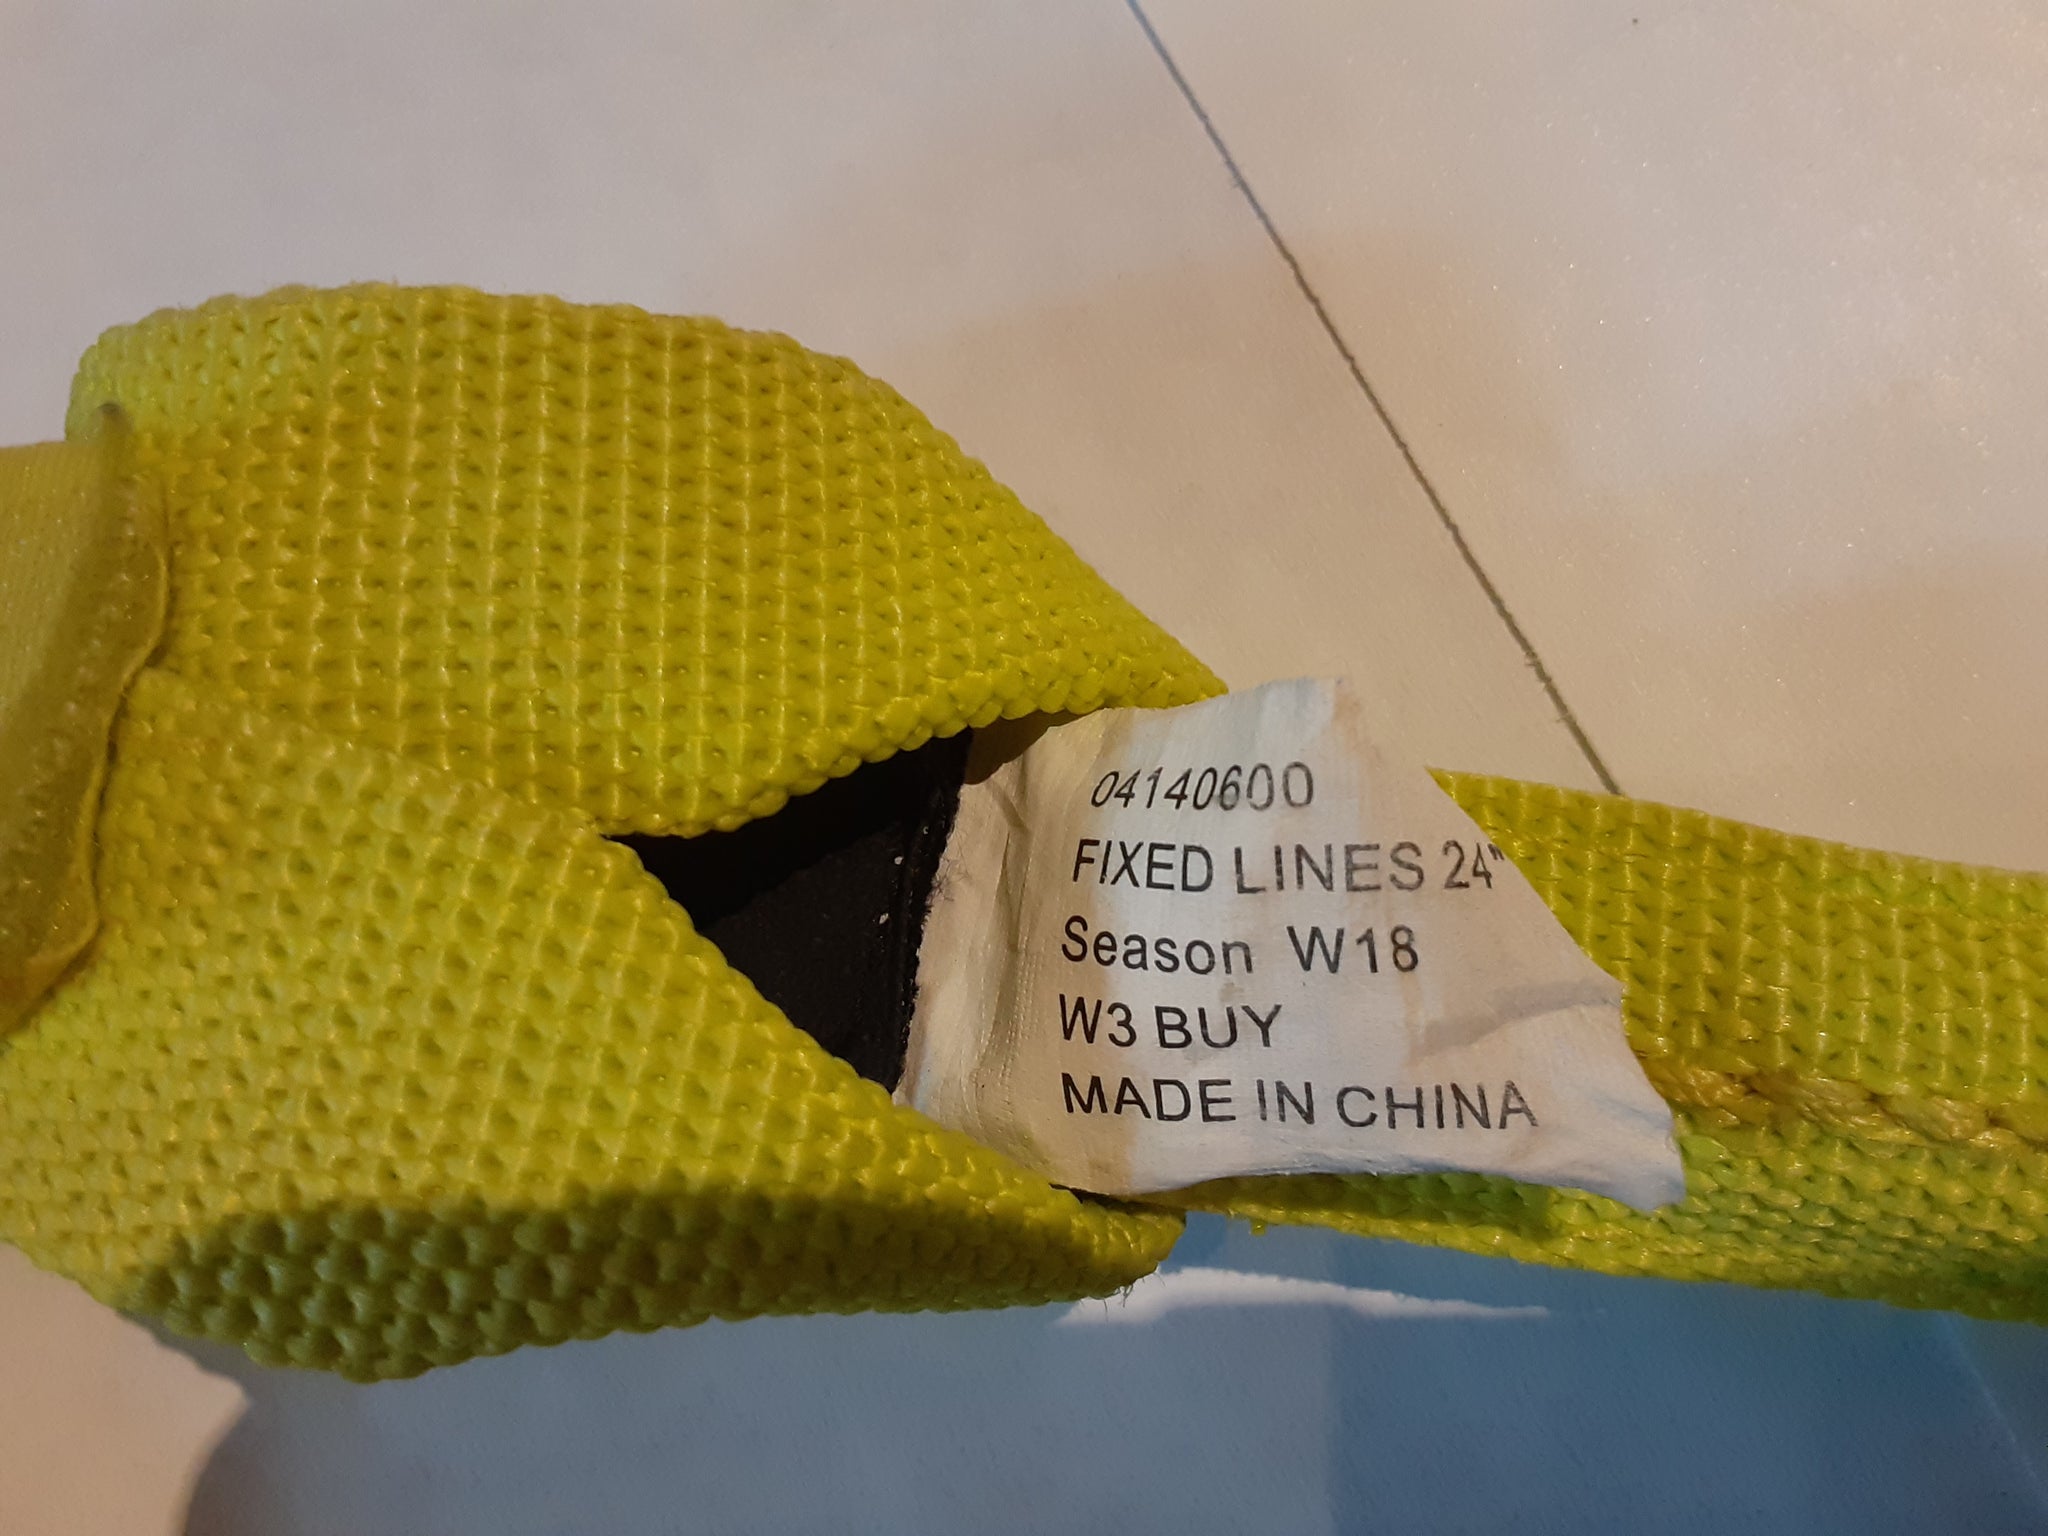 04140600
FIXED LINES 24"
Season W18
W3 BUY
MADE IN CHINA